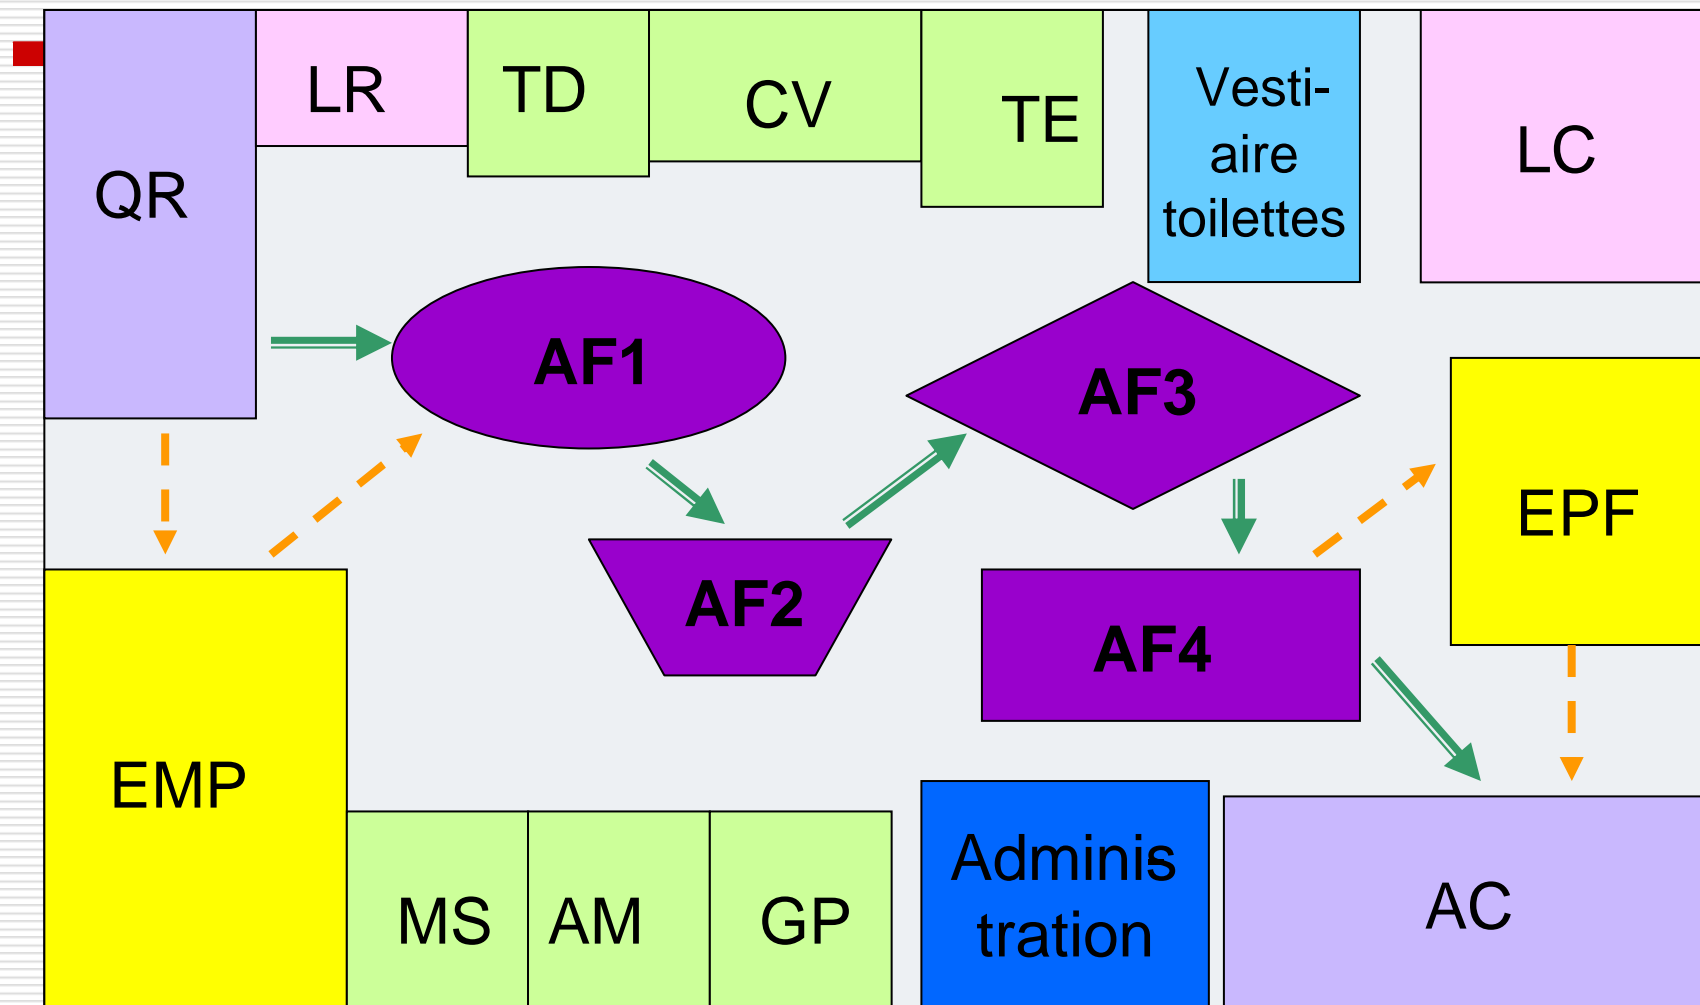 QR
LR
TD
CV
TE
Vesti-
aire
toilettes
LC
AF1
AF3
EPF
AF2
AF4
EMP
MS
AM
GP
Adminis
tration
AC